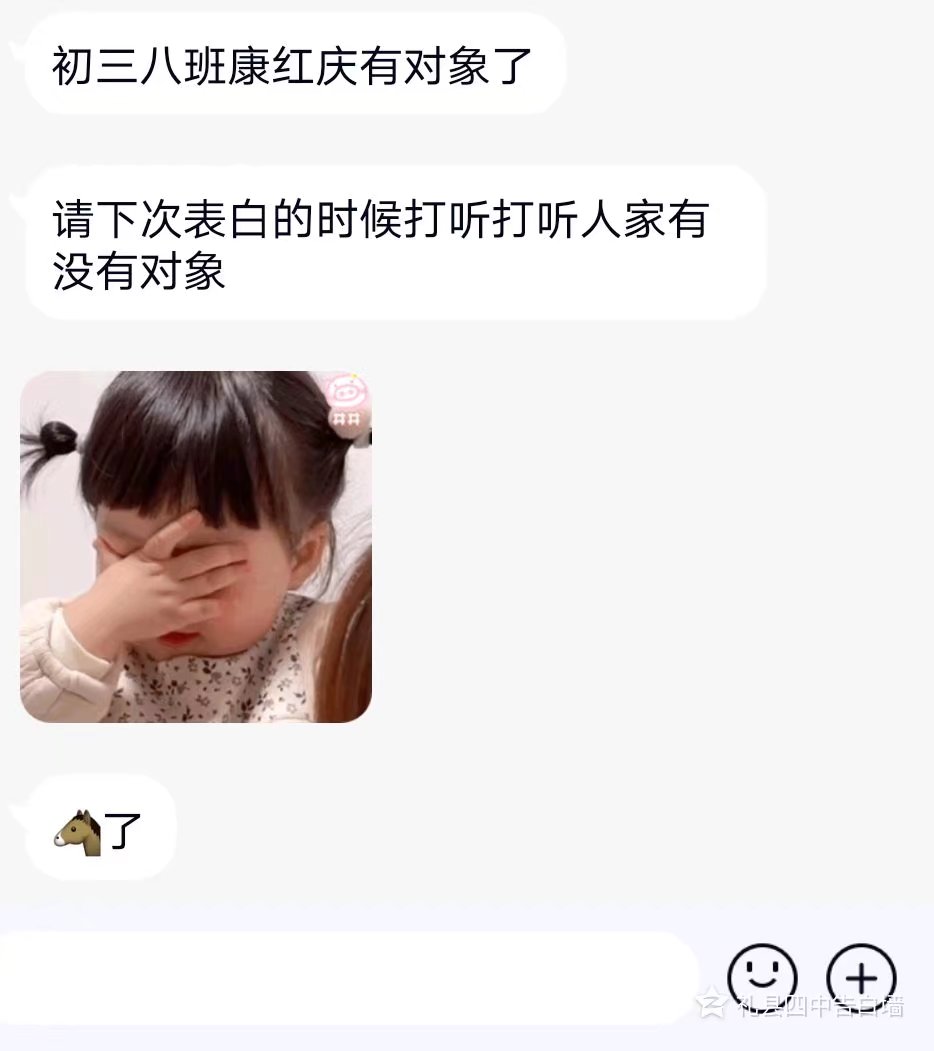 初三八班康红庆有对象了
请下次表白的时候打听打听人家有
没有对象
井井
🐴了
礼县四中告白墙